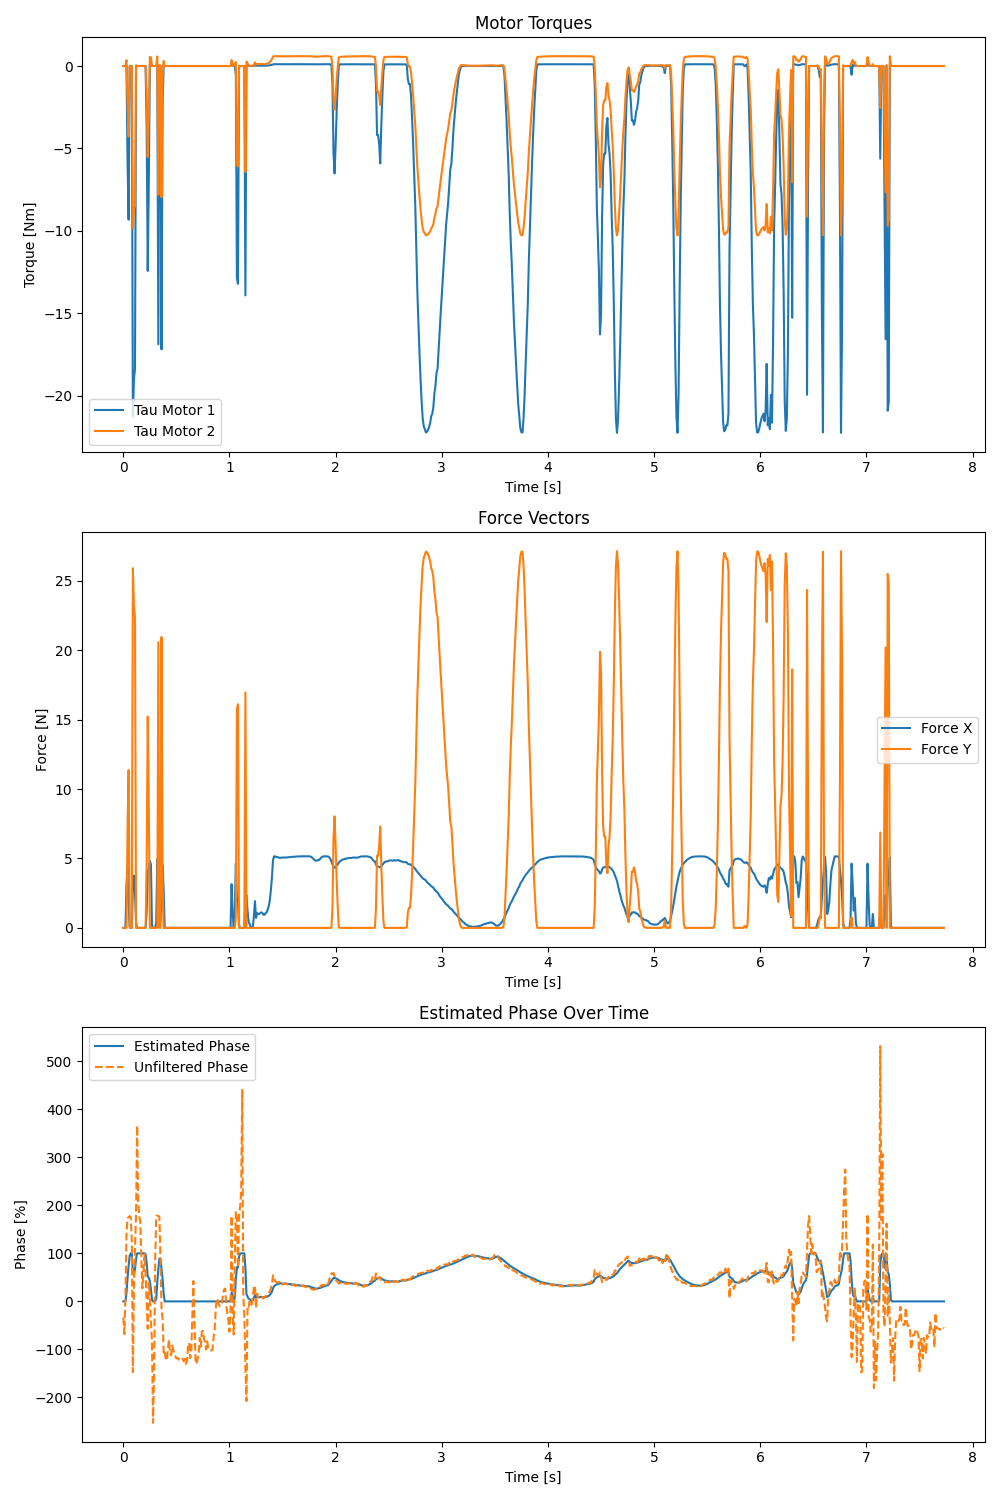 Motor Torques
Torque [Nm]
0
−5
−10
−15
−20
Tau Motor 1
Tau Motor 2
0 1 2 3 4 5 6 7 8
Time [s]
Force Vectors
Force [N]
25
20
15
10
5
0
Force X
Force Y
0 1 2 3 4 5 6 7 8
Time [s]
Estimated Phase Over Time
Phase [%]
500
400
300
200
100
0
−100
−200
Estimated Phase
Unfiltered Phase
0 1 2 3 4 5 6 7 8
Time [s]